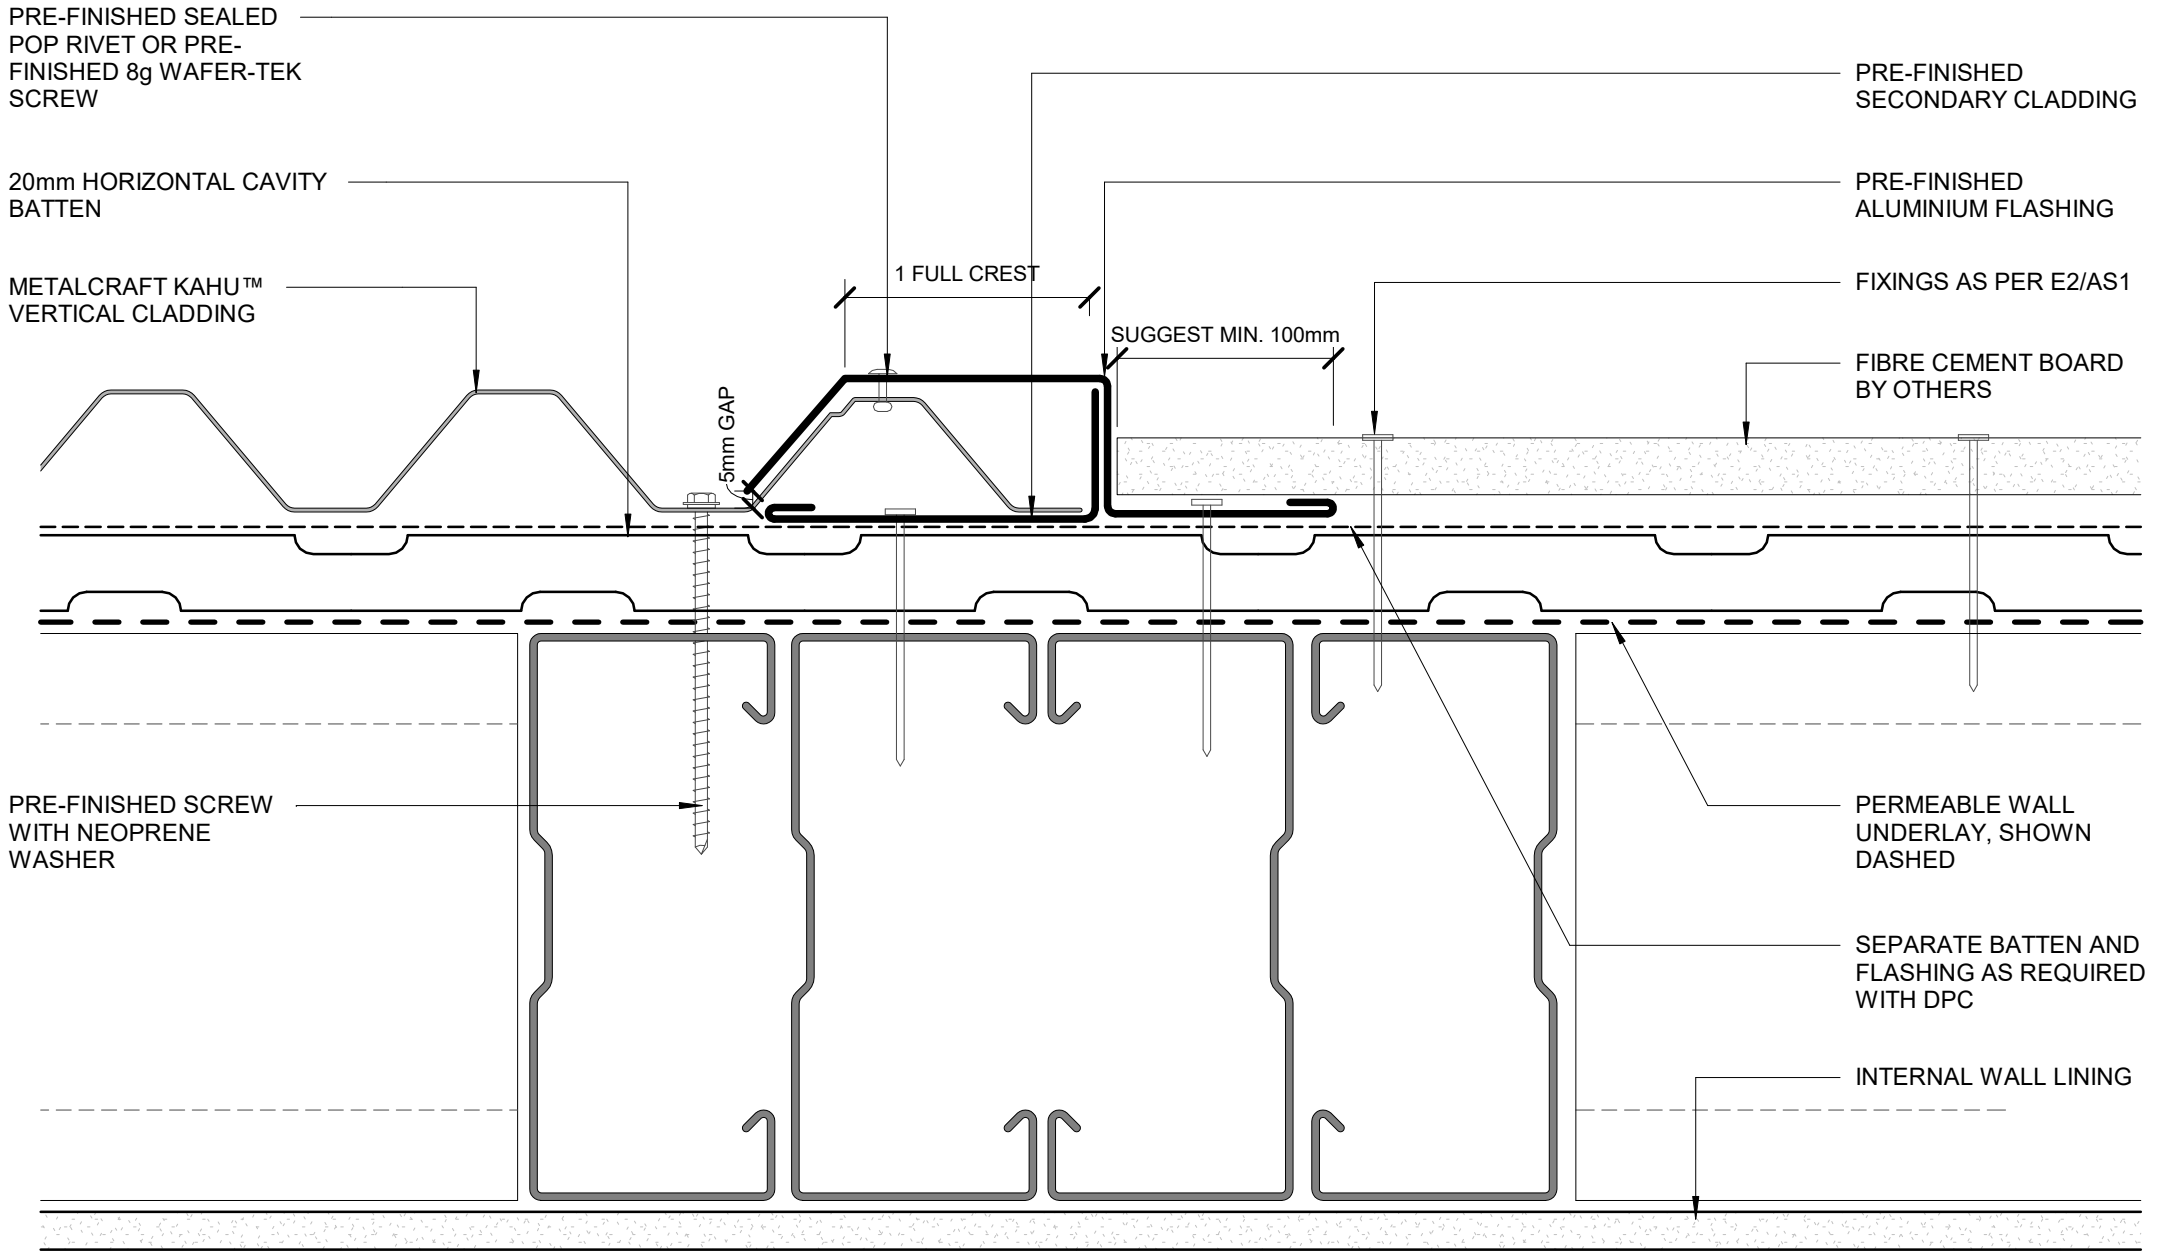 PRE-FINISHED SEALED
POP RIVET OR PRE-
FINISHED 8g WAFER-TEK
SCREW
20mm HORIZONTAL CAVITY
BATTEN
METALCRAFT KAHU™
VERTICAL CLADDING
PRE-FINISHED SCREW
WITH NEOPRENE
WASHER
1 FULL CREST
SUGGEST MIN. 100mm
5mm GAP
PRE-FINISHED
SECONDARY CLADDING
PRE-FINISHED
ALUMINIUM FLASHING
FIXINGS AS PER E2/AS1
FIBRE CEMENT BOARD
BY OTHERS
PERMEABLE WALL
UNDERLAY, SHOWN
DASHED
SEPARATE BATTEN AND
FLASHING AS REQUIRED
WITH DPC
INTERNAL WALL LINING